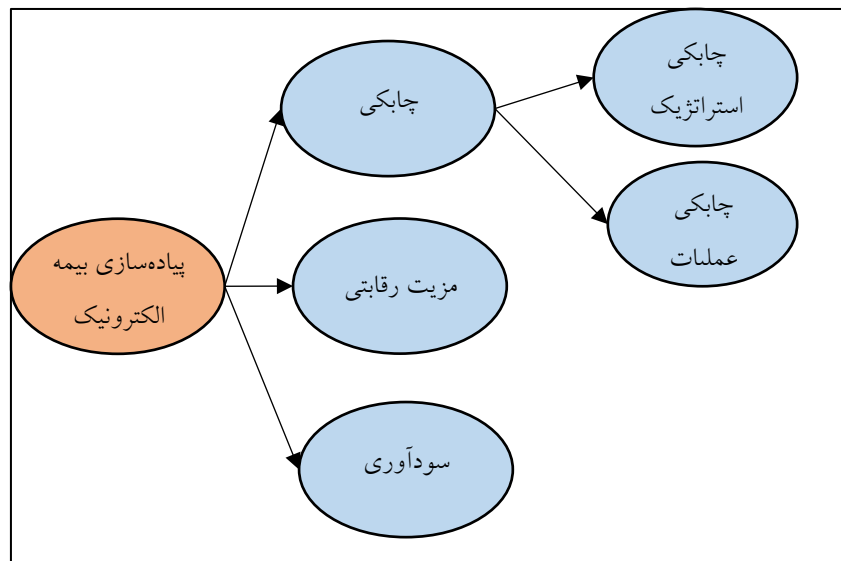 چابکی
استراتژیک
چابکی
چابکی
عملیات
پیاده‌سازی بیمه
الکترونیک
مزیت رقابتی
سودآوری